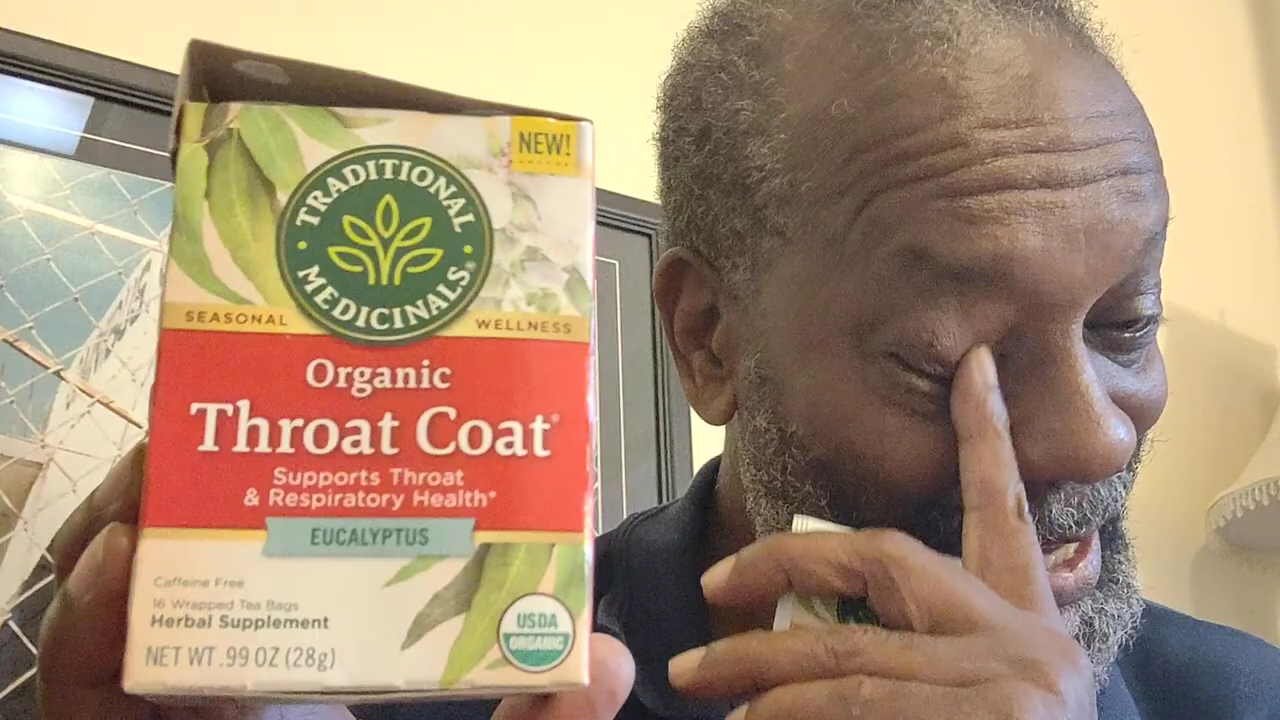 NEW!
TRADITIONAL
MEDICINALS®
SEASONAL WELLNESS
Organic
Throat Coat®
Supports Throat
& Respiratory Health*
EUCALYPTUS
Caffeine Free
16 Wrapped Tea Bags
Herbal Supplement
NET WT .99 OZ (28g)
USDA
ORGANIC